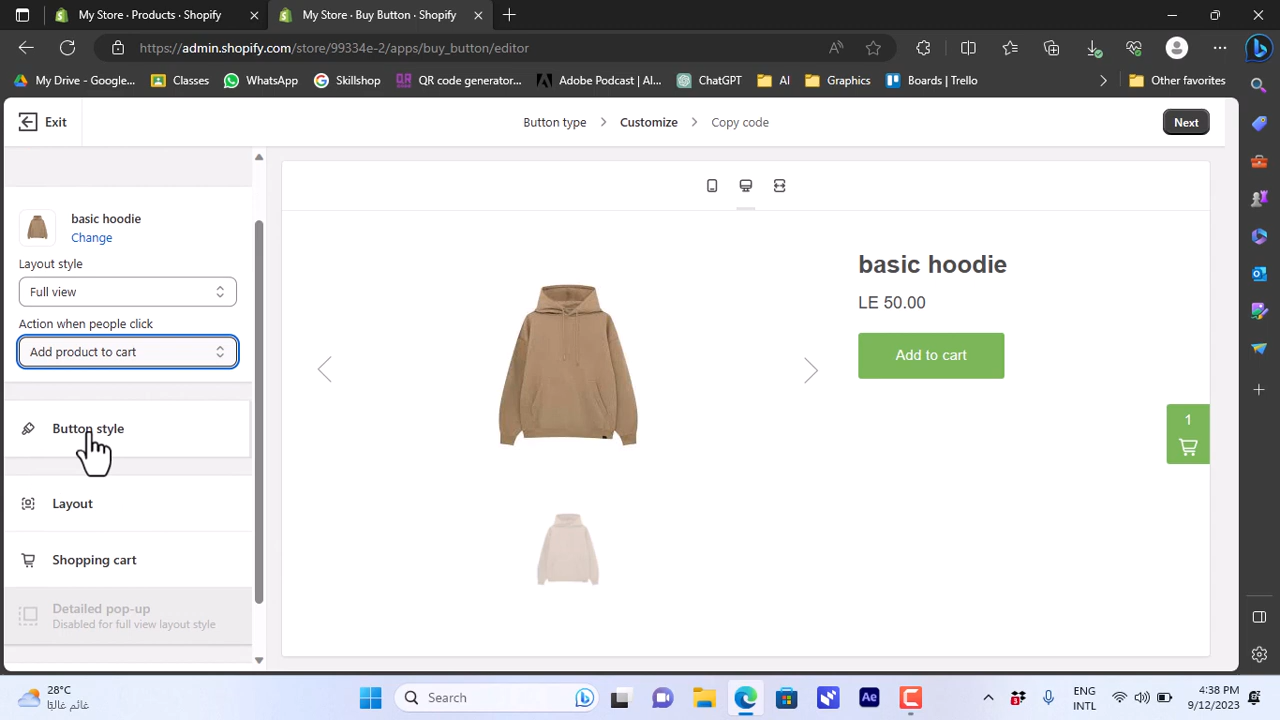 My Store · Products · Shopify
My Store · Buy Button · Shopify
https://admin.shopify.com/store/99334e-2/apps/buy_button/editor
My Drive - Google...
Classes
WhatsApp
Skillshop
QR code generator...
Adobe Podcast | AI...
ChatGPT
AI
Graphics
Boards | Trello
Other favorites
Exit
Button type
Customize
Copy code
Next
basic hoodie
Change
Layout style
Full view
Action when people click
Add product to cart
Button style
Layout
Shopping cart
Detailed pop-up
Disabled for full view layout style
basic hoodie
LE 50.00
Add to cart
1
28°C
غائم غالبًا
Search
ENG
INTL
4:38 PM
9/12/2023